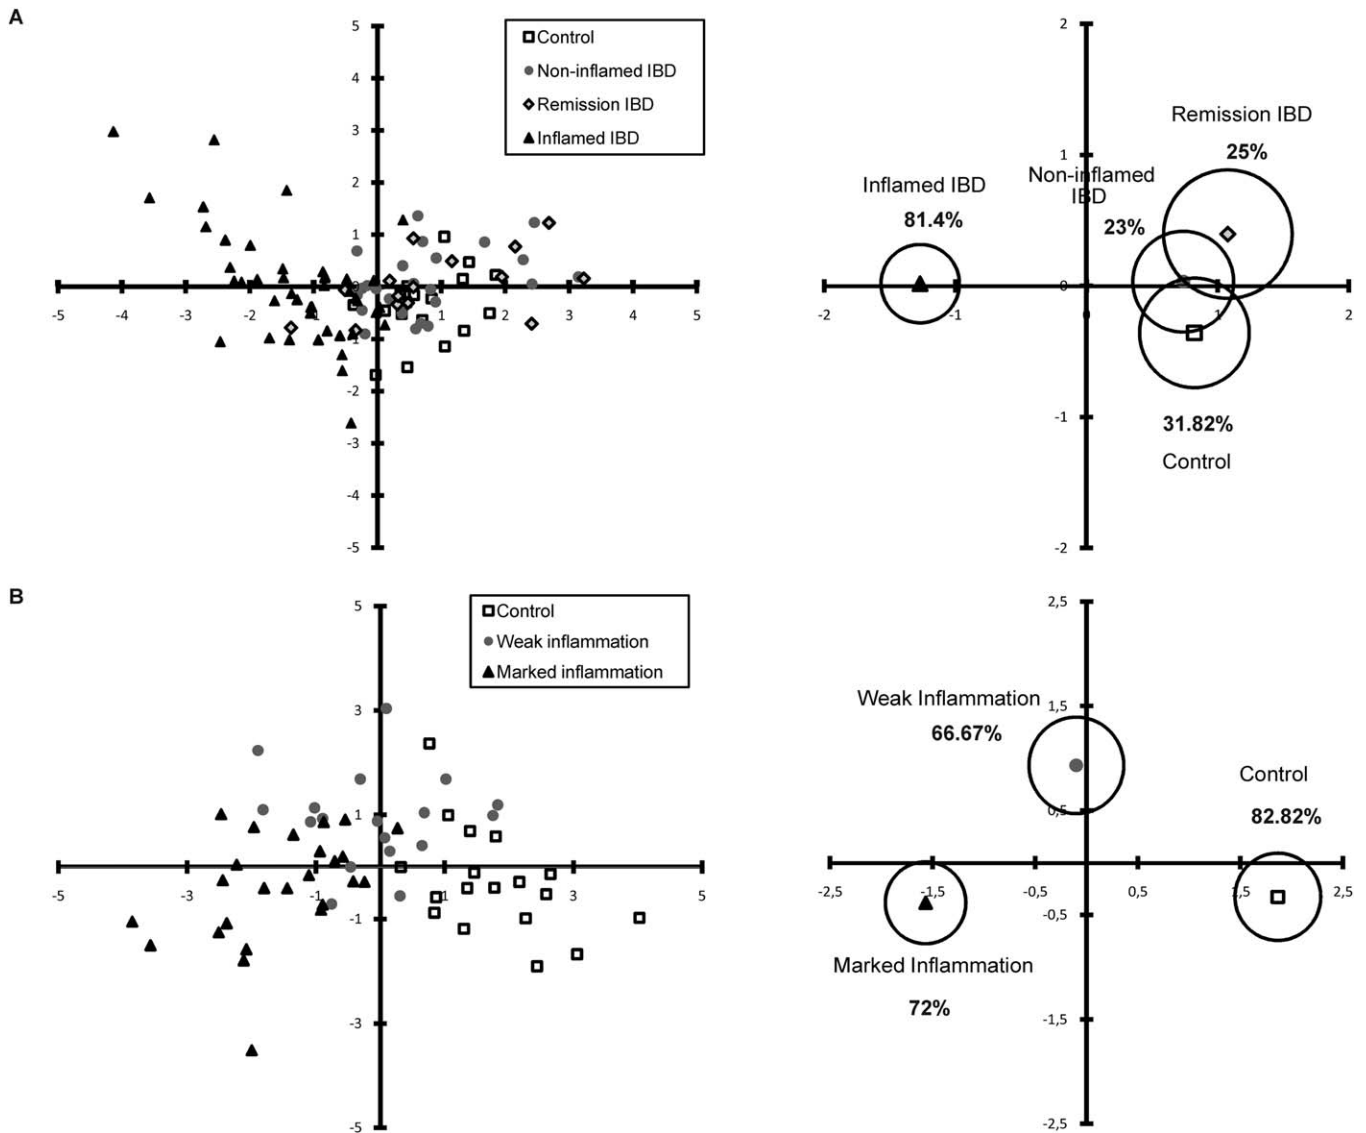 A
5
4
3
2
1
0
-5 -4 -3 -2 -1 0 1 2 3 4 5
-1
-2
-3
-4
-5
Control
Non-inflamed IBD
Remission IBD
Inflamed IBD
2
1
0
-2 -1 0 1 2
-1
-2
Remission IBD
25%
Non-inflamed
IBD
23%
Inflamed IBD
81.4%
31.82%
Control
B
5
3
1
-5 -3 -1 1 3 5
-1
-3
-5
Control
Weak inflammation
Marked inflammation
2,5
1,5
0,5
-2,5 -1,5 -0,5 0,5 1,5 2,5
-0,5
-1,5
-2,5
Weak Inflammation
66.67%
Control
82.82%
Marked Inflammation
72%